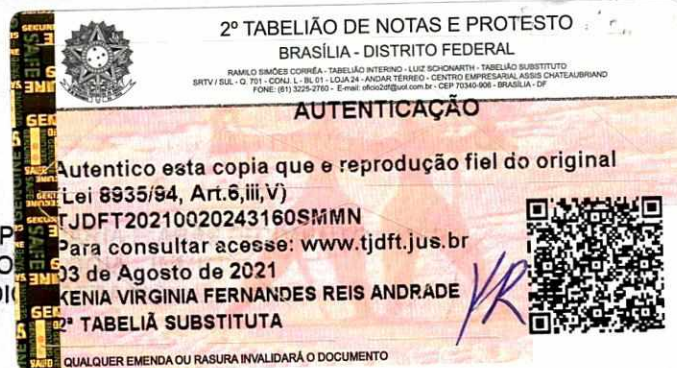 2º TABELIÃO DE NOTAS E PROTESTO
BRASÍLIA - DISTRITO FEDERAL
RAMILO SIMÕES CORRÊA - TABELIÃO INTERINO - LUIZ SCHONARTH - TABELIÃO SUBSTITUTO
SRTV / SUL - Q. 701 - CONJ. L - BL 01 - LOJA 24 - ANDAR TÉRREO - CENTRO EMPRESARIAL ASSIS CHATEAUBRIAND
FONE: (61) 3225-2760 - E-mail: oficio2df@uol.com.br - CEP 70340-906 - BRASÍLIA - DF
AUTENTICAÇÃO
Autentico esta copia que e reprodução fiel do original
(Lei 8935/94, Art.6,iii,V)
TJDFT20210020243160SMMN
Para consultar acesse: www.tjdft.jus.br
03 de Agosto de 2021
KENIA VIRGINIA FERNANDES REIS ANDRADE
2ª TABELIÃ SUBSTITUTA
QUALQUER EMENDA OU RASURA INVALIDARÁ O DOCUMENTO